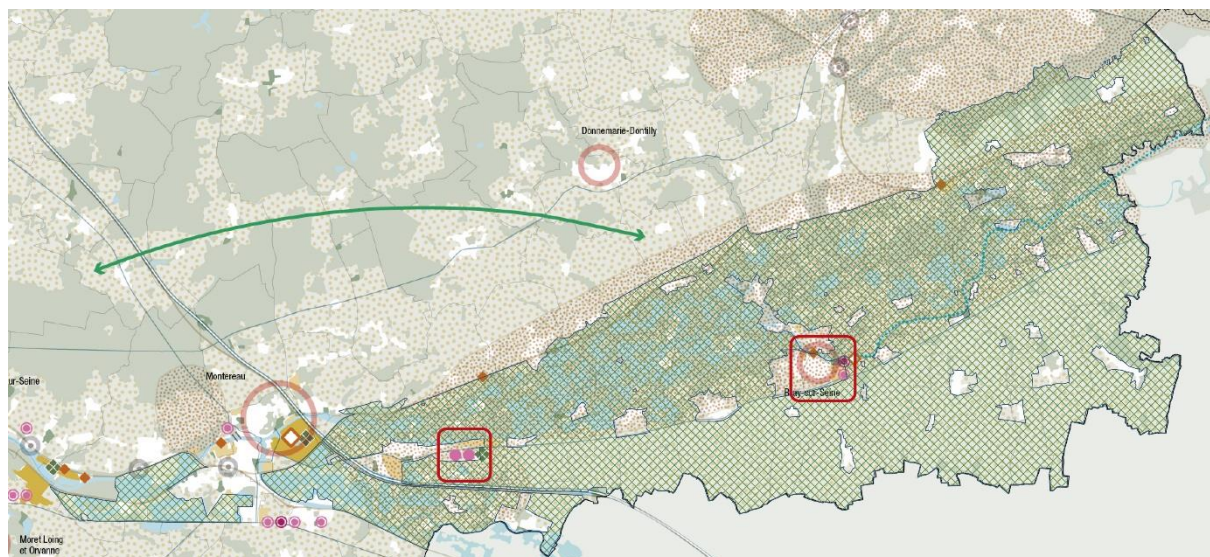 Donnemarie-Dontilly
Montereau
ur-Seine
Bray-sur-Seine
Moret Loing
et Orvanne